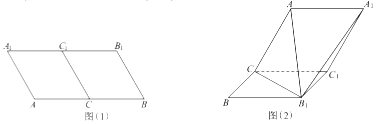 A₁ C₁ B₁ A A₁
C C₁
A C B B B₁
图(1) 图(2)